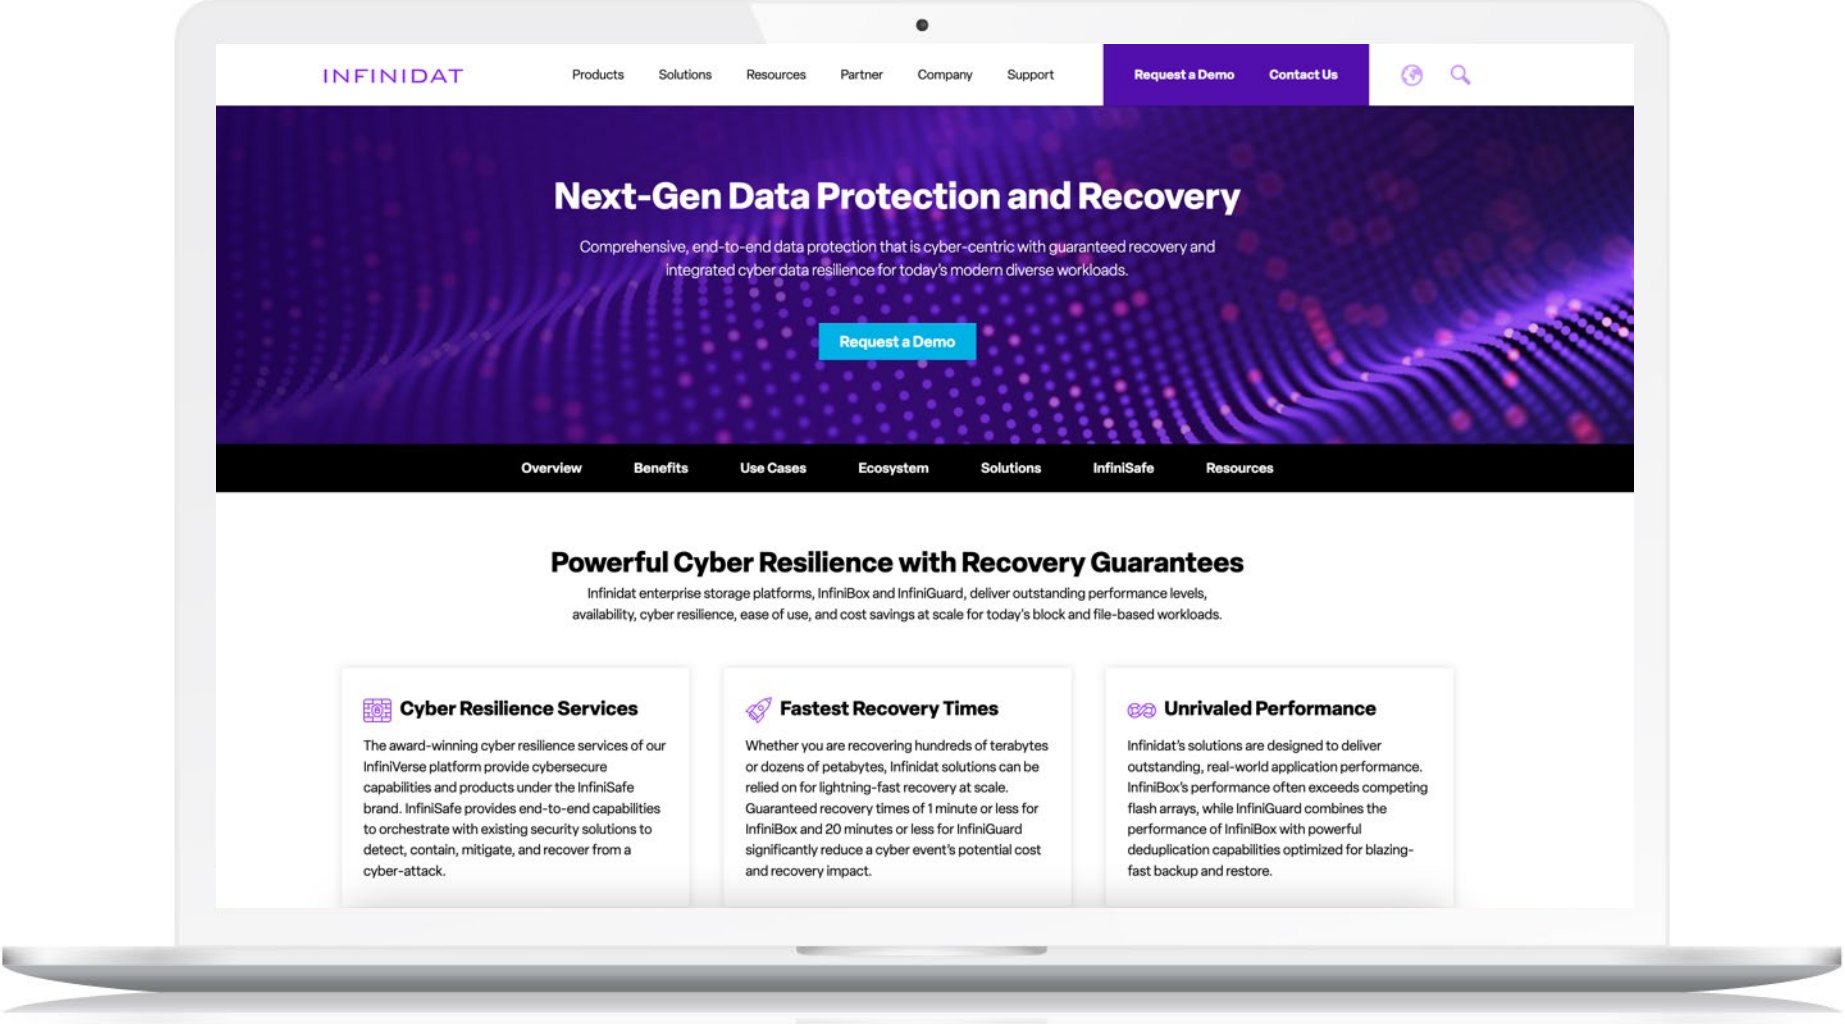 INFINIDAT
Products Solutions Resources Partner Company Support Request a Demo Contact Us
Next-Gen Data Protection and Recovery
Comprehensive, end-to-end data protection that is cyber-centric with guaranteed recovery and
integrated cyber data resilience for today's modern diverse workloads.
Request a Demo
Overview Benefits Use Cases Ecosystem Solutions InfiniSafe Resources
Powerful Cyber Resilience with Recovery Guarantees
Infinidat enterprise storage platforms, InfiniBox and InfiniGuard, deliver outstanding performance levels,
availability, cyber resilience, ease of use, and cost savings at scale for today's block and file-based workloads.
Cyber Resilience Services
The award-winning cyber resilience services of our
InfiniVerse platform provide cybersecure
capabilities and products under the InfiniSafe
brand. InfiniSafe provides end-to-end capabilities
to orchestrate with existing security solutions to
detect, contain, mitigate, and recover from a
cyber-attack.
Fastest Recovery Times
Whether you are recovering hundreds of terabytes
or dozens of petabytes, Infinidat solutions can be
relied on for lightning-fast recovery at scale.
Guaranteed recovery times of 1 minute or less for
InfiniBox and 20 minutes or less for InfiniGuard
significantly reduce a cyber event's potential cost
and recovery impact.
Unrivaled Performance
Infinidat's solutions are designed to deliver
outstanding, real-world application performance.
InfiniBox's performance often exceeds competing
flash arrays, while InfiniGuard combines the
performance of InfiniBox with powerful
deduplication capabilities optimized for blazing-
fast backup and restore.